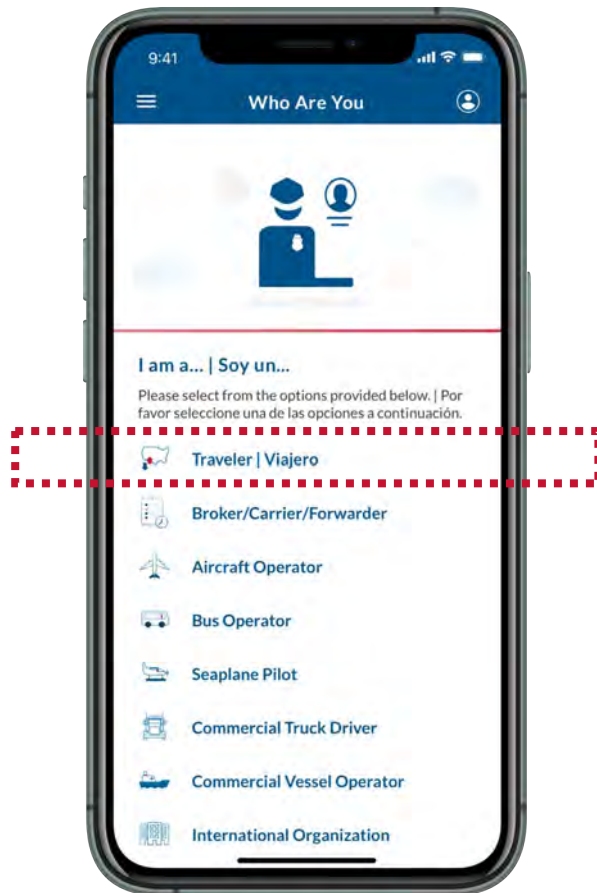 9:41
Who Are You
I am a... | Soy un...
Please select from the options provided below. | Por
favor seleccione una de las opciones a continuación.
Traveler | Viajero
Broker/Carrier/Forwarder
Aircraft Operator
Bus Operator
Seaplane Pilot
Commercial Truck Driver
Commercial Vessel Operator
International Organization